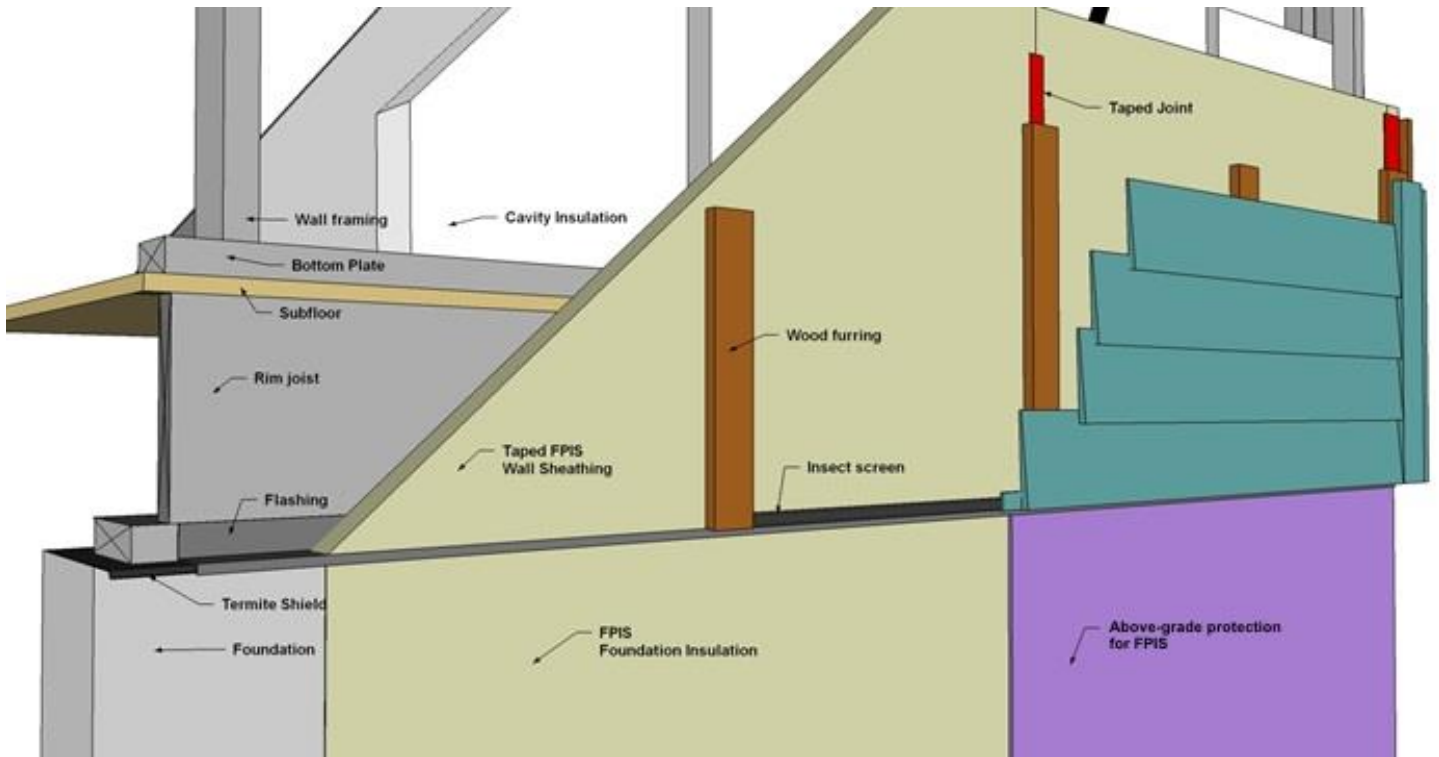 Taped Joint
Wall framing
Cavity Insulation
Bottom Plate
Subfloor
Wood furring
Rim joist
Taped FPIS
Wall Sheathing
Insect screen
Flashing
Termite Shield
Foundation
FPIS
Foundation Insulation
Above-grade protection
for FPIS